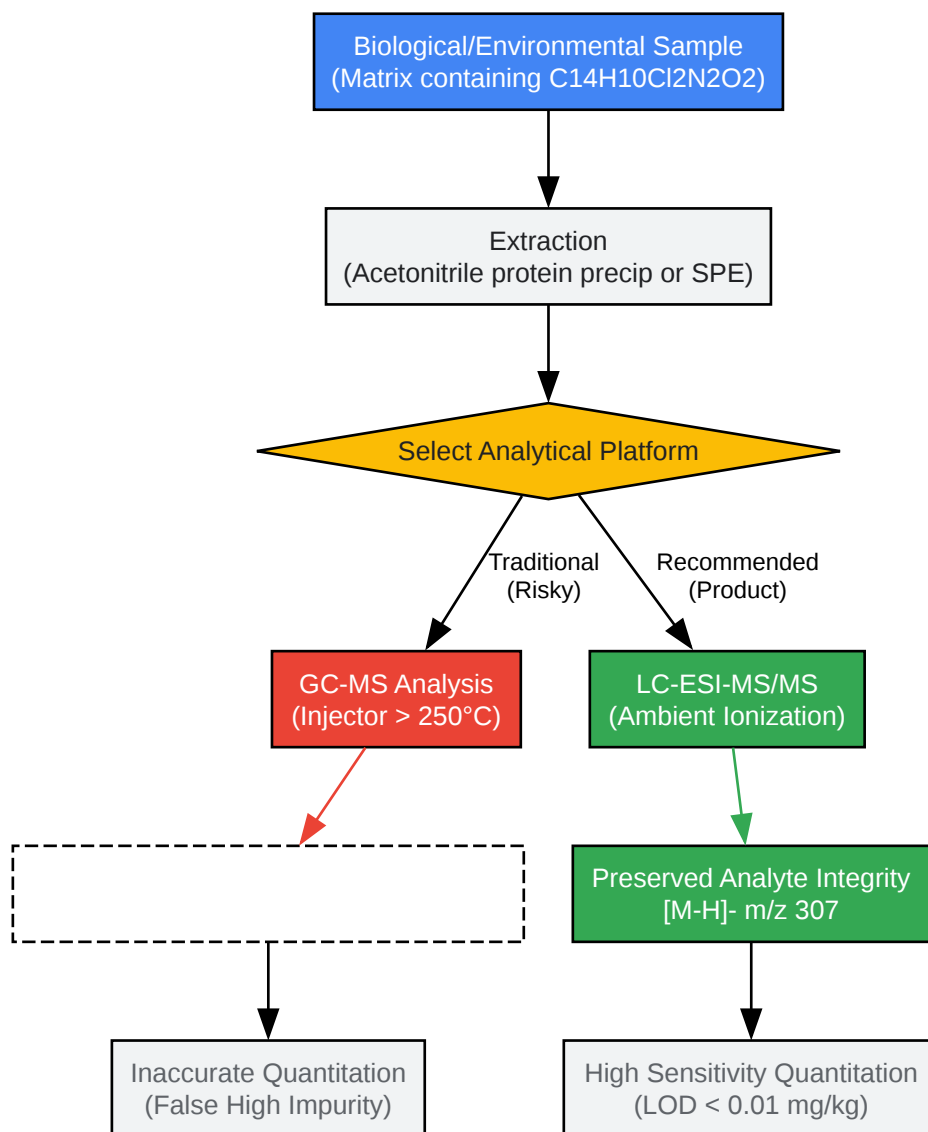 Biological/Environmental Sample
(Matrix containing C14H10Cl2N2O2)
Extraction
(Acetonitrile protein precip or SPE)
Select Analytical Platform
Traditional
(Risky)
Recommended
(Product)
GC-MS Analysis
(Injector > 250°C)
LC-ESI-MS/MS
(Ambient Ionization)
Preserved Analyte Integrity
[M-H]- m/z 307
Inaccurate Quantitation
(False High Impurity)
High Sensitivity Quantitation
(LOD < 0.01 mg/kg)